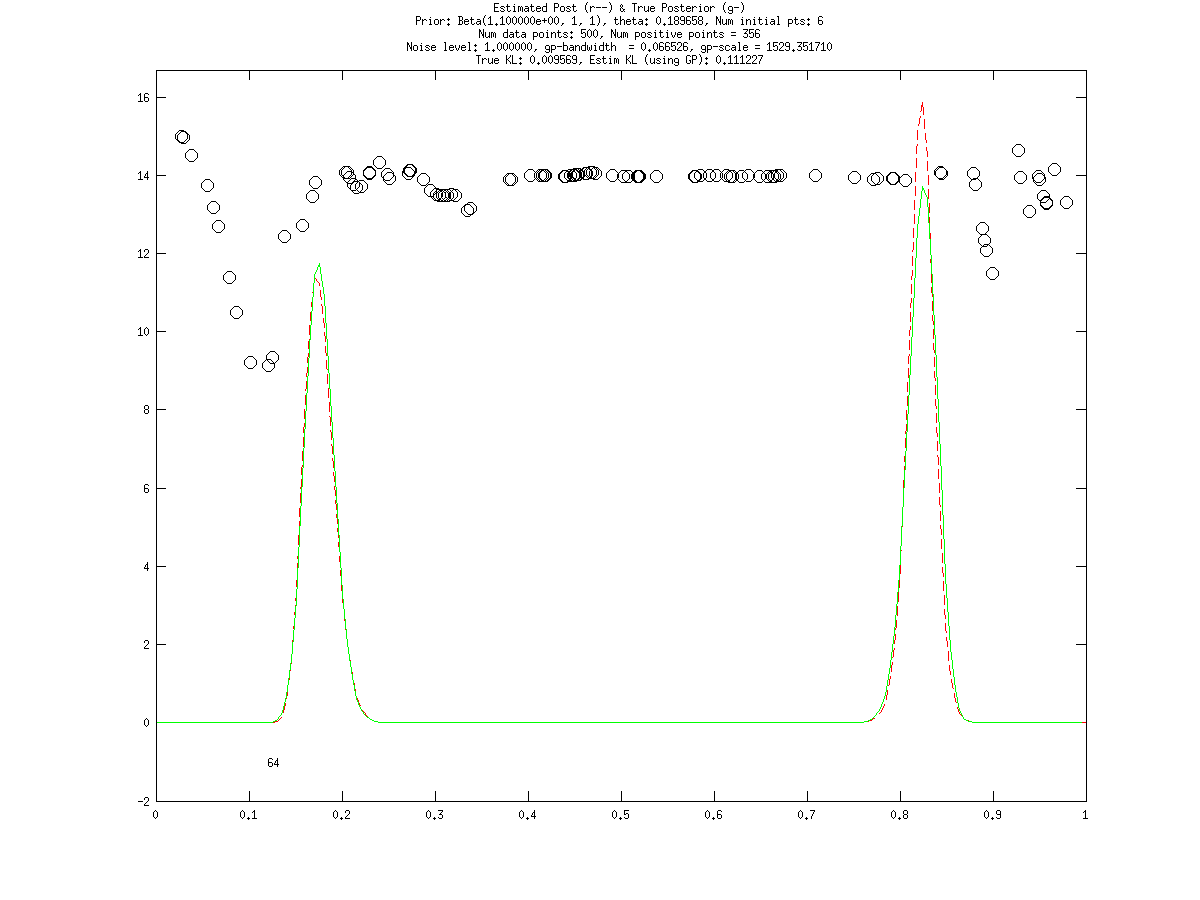 Estimated Post (r--) & True Posterior (g-)
Prior: Beta(1.100000e+00, 1, 1), theta: 0.189658, Num initial pts: 6
Num data points: 500, Num positive points = 356
Noise level: 1.000000, gp-bandwidth  = 0.066526, gp-scale = 1529.351710
True KL: 0.009569, Estim KL (using GP): 0.111227
16
14
12
10
8
6
4
2
0
64
-2
0 0.1 0.2 0.3 0.4 0.5 0.6 0.7 0.8 0.9 1